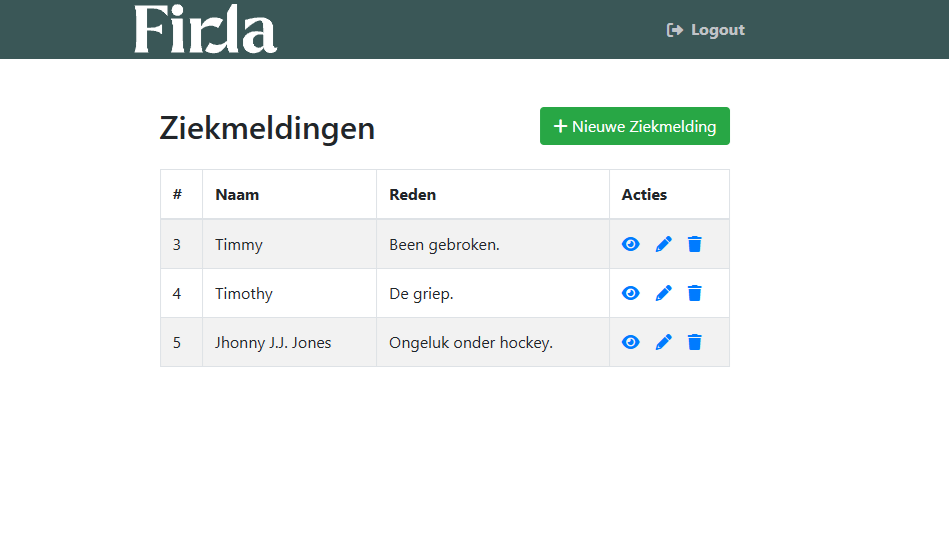 Firda
Logout
Ziekmeldingen
Nieuwe Ziekmelding
# Naam Reden Acties
3 Timmy Been gebroken.
4 Timothy De griep.
5 Jhonny J.J. Jones Ongeluk onder hockey.